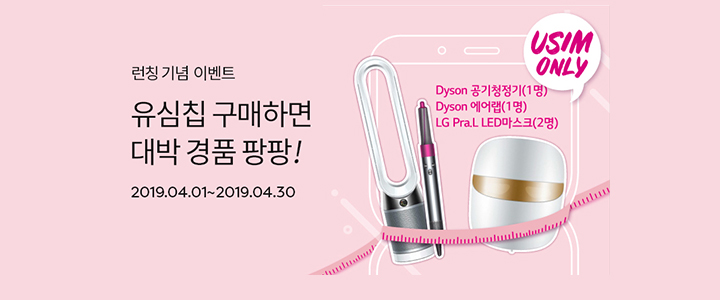 런칭 기념 이벤트
유심칩 구매하면
대박 경품 팡팡!
2019.04.01~2019.04.30
USIM
ONLY
Dyson 공기청정기(1명)
Dyson 에어랩(1명)
LG Pra.L LED마스크(2명)